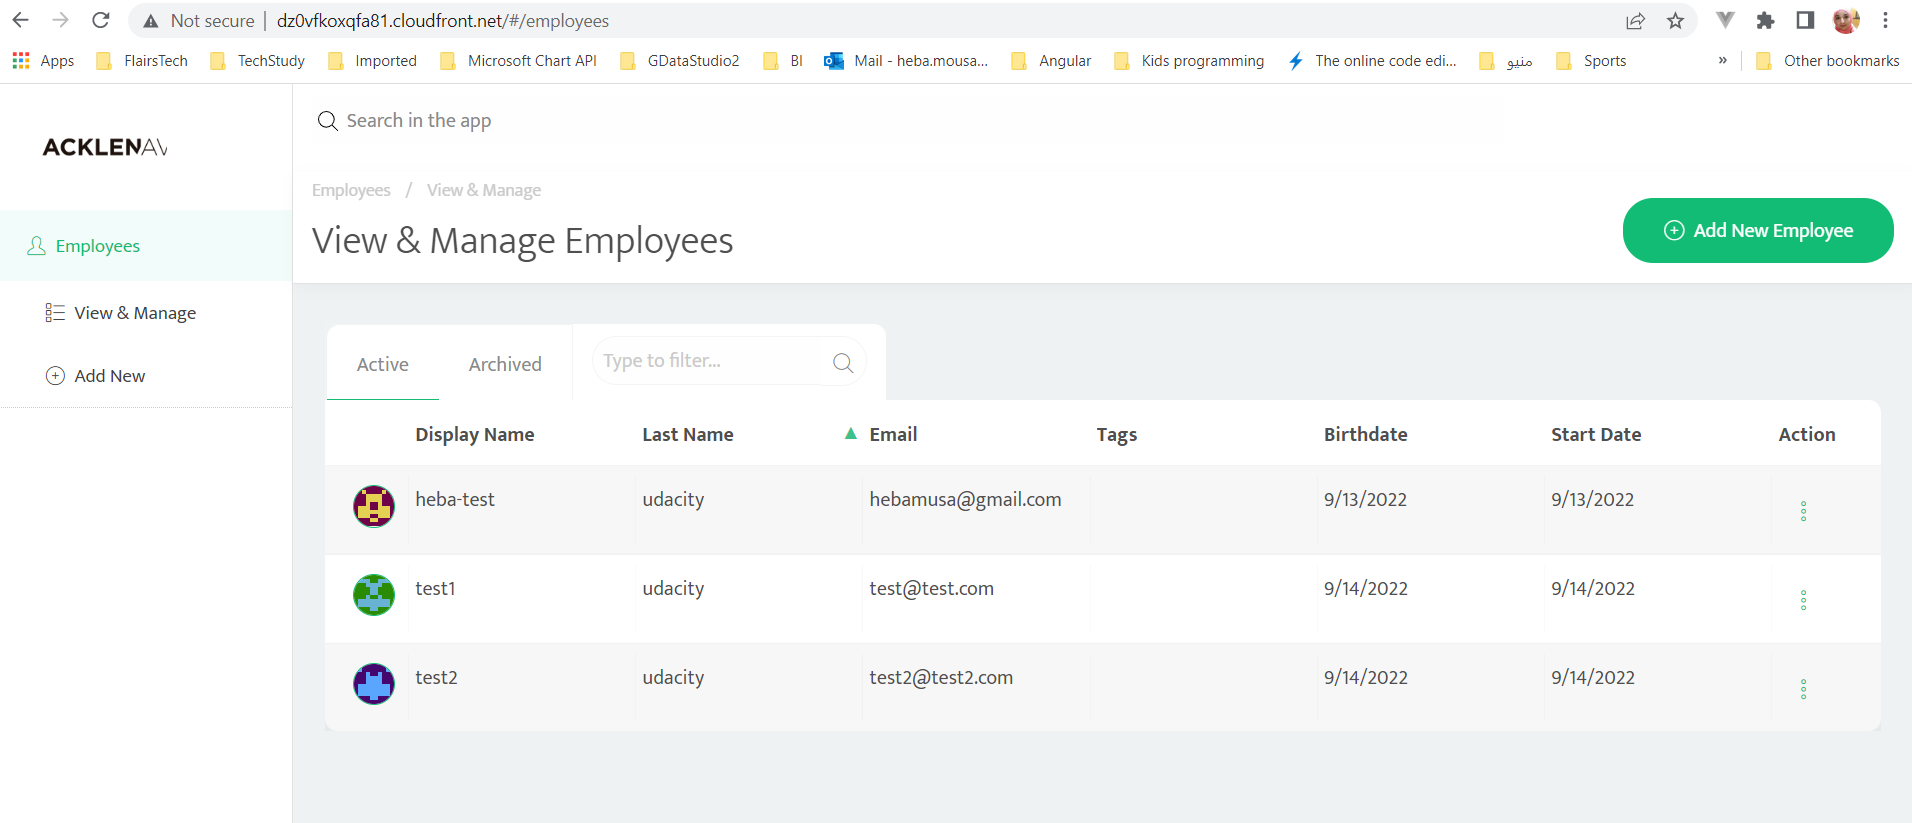 Not secure | dz0vfkoxqfa81.cloudfront.net/#/employees
Apps FlairsTech TechStudy Imported Microsoft Chart API GDataStudio2 BI Mail - heba.mousa... Angular Kids programming The online code edi... منيو Sports » Other bookmarks
ACKLENAV
Search in the app
Employees / View & Manage
View & Manage Employees
Add New Employee
Employees
View & Manage
Add New
Active Archived Type to filter...
Display Name Last Name ▲ Email Tags Birthdate Start Date Action
heba-test udacity hebamusa@gmail.com 9/13/2022 9/13/2022
test1 udacity test@test.com 9/14/2022 9/14/2022
test2 udacity test2@test2.com 9/14/2022 9/14/2022